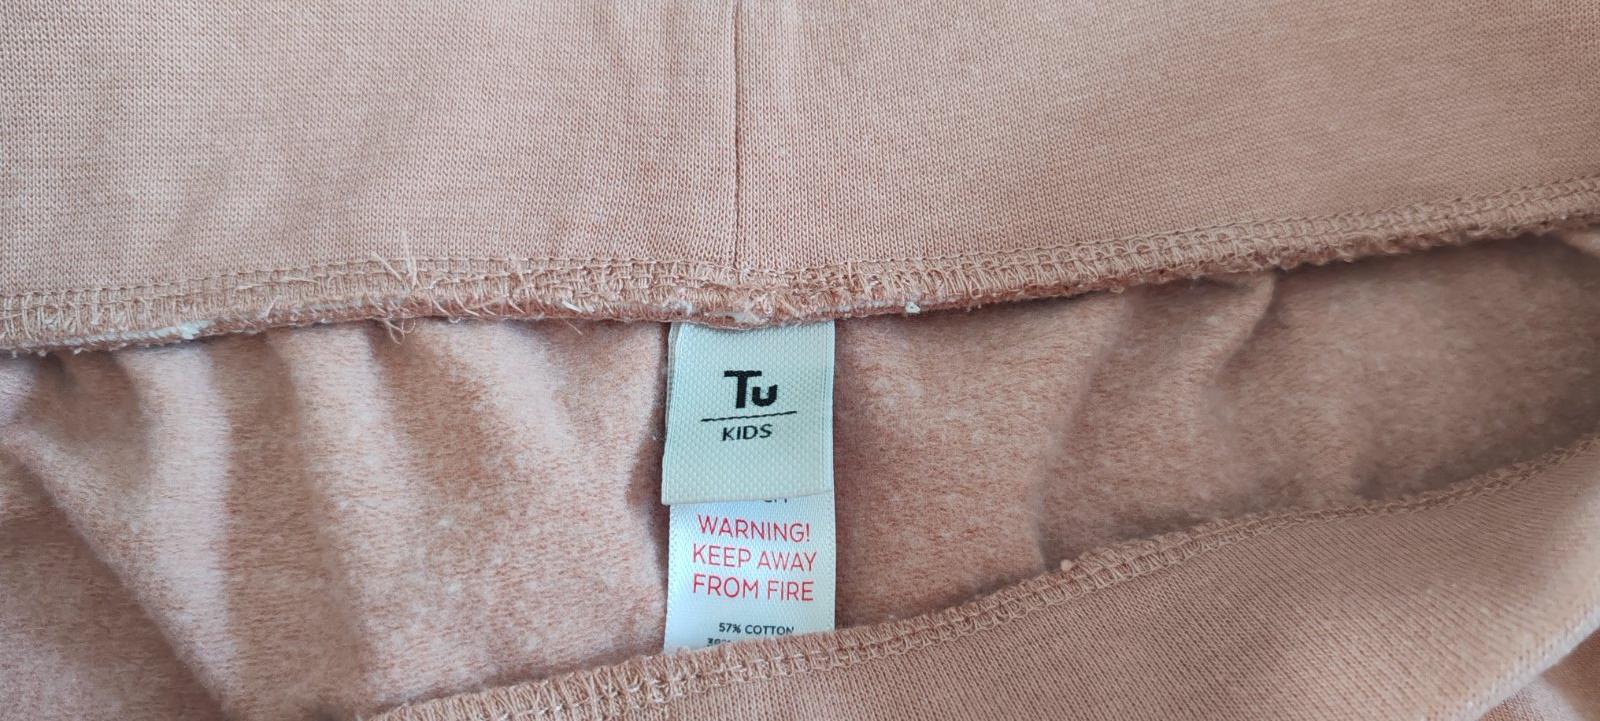 Tu
KIDS
WARNING!
KEEP AWAY
FROM FIRE
57% COTTON